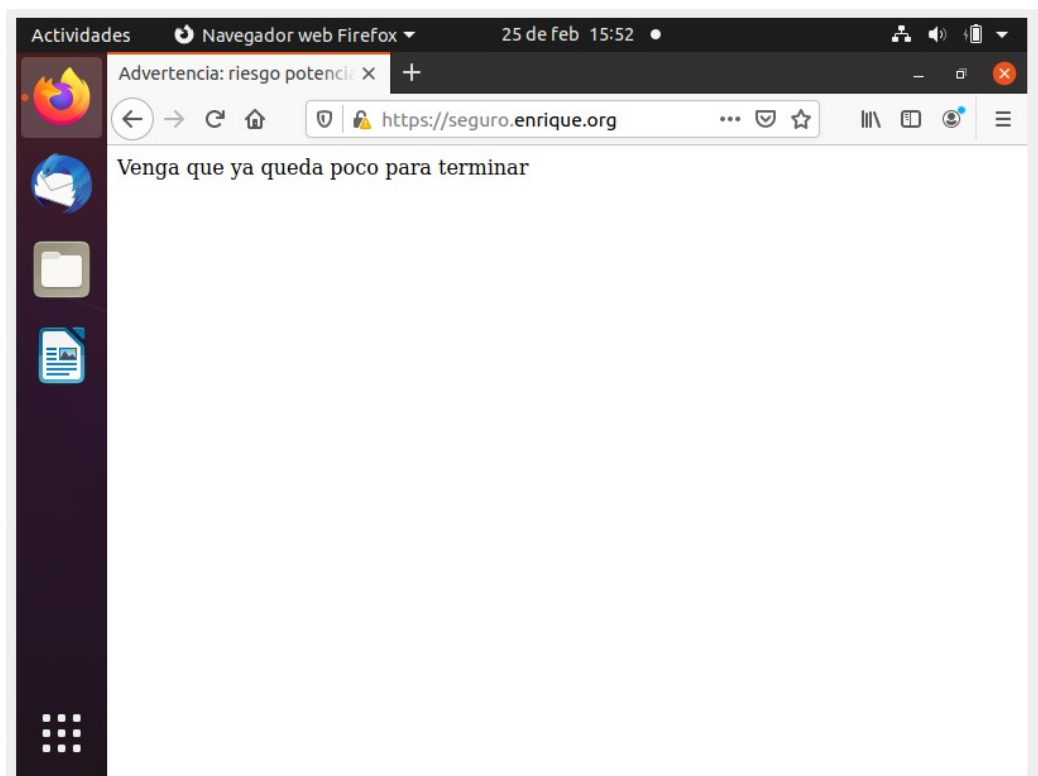 Actividades Navegador web Firefox 25 de feb 15:52
Advertencia: riesgo potencia
https://seguro.enrique.org
Venga que ya queda poco para terminar